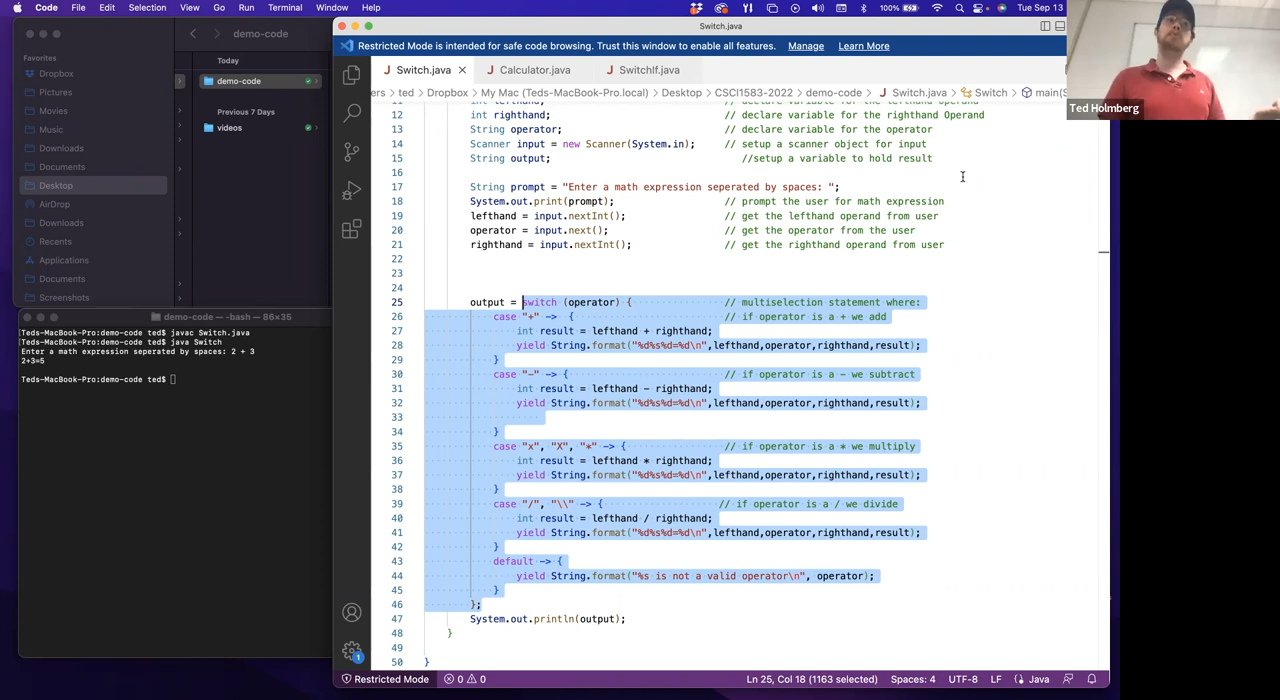 Code File Edit Selection View Go Run Terminal Window Help 100% Tue Sep 13
Switch.java
Restricted Mode is intended for safe code browsing. Trust this window to enable all features. Manage Learn More
Ted Holmberg
demo-code
Favorites
Dropbox
Pictures
Movies
Music
Downloads
Documents
Desktop
AirDrop
Downloads
Recents
Applications
Documents
Screenshots
Today
demo-code
Previous 7 Days
videos
demo-code — -bash — 86×35
Teds-MacBook-Pro:demo-code ted$ javac Switch.java
Teds-MacBook-Pro:demo-code ted$ java Switch
Enter a math expression seperated by spaces: 2 + 3
2+3=5
Teds-MacBook-Pro:demo-code ted$
Switch.java Calculator.java SwitchIf.java
ers > ted > Dropbox > My Mac (Teds-MacBook-Pro.local) > Desktop > CSCI1583-2022 > demo-code > Switch.java > Switch > main(S
11 int lefthand; // declare variable for the lefthand Operand
12 int righthand; // declare variable for the righthand Operand
13 String operator; // declare variable for the operator
14 Scanner input = new Scanner(System.in); // setup a scanner object for input
15 String output; //setup a variable to hold result
16
17 String prompt = "Enter a math expression seperated by spaces: ";
18 System.out.print(prompt); // prompt the user for math expression
19 lefthand = input.nextInt(); // get the lefthand operand from user
20 operator = input.next(); // get the operator from the user
21 righthand = input.nextInt(); // get the righthand operand from user
22
23
24
25 output = switch (operator) { // multiselection statement where:
26 case "+" -> { // if operator is a + we add
27 int result = lefthand + righthand;
28 yield String.format("%d%s%d=%d\n",lefthand,operator,righthand,result);
29 }
30 case "-" -> { // if operator is a - we subtract
31 int result = lefthand - righthand;
32 yield String.format("%d%s%d=%d\n",lefthand,operator,righthand,result);
33
34 }
35 case "x", "X", "*" -> { // if operator is a * we multiply
36 int result = lefthand * righthand;
37 yield String.format("%d%s%d=%d\n",lefthand,operator,righthand,result);
38 }
39 case "/", "\\" -> { // if operator is a / we divide
40 int result = lefthand / righthand;
41 yield String.format("%d%s%d=%d\n",lefthand,operator,righthand,result);
42 }
43 default -> {
44 yield String.format("%s is not a valid operator\n", operator);
45 }
46 };
47 System.out.println(output);
48 }
49
50 }
Restricted Mode 0 0 Ln 25, Col 18 (1163 selected) Spaces: 4 UTF-8 LF Java
1